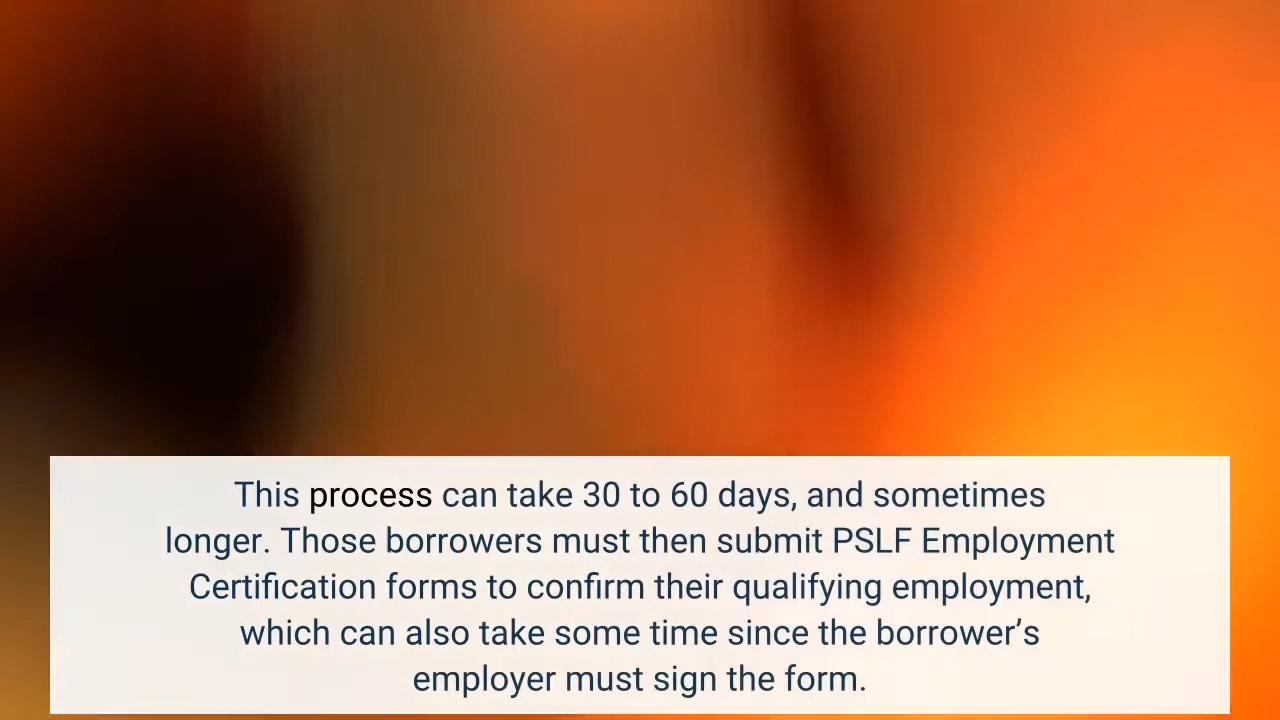 This process can take 30 to 60 days, and sometimes
longer. Those borrowers must then submit PSLF Employment
Certification forms to confirm their qualifying employment,
which can also take some time since the borrower’s
employer must sign the form.